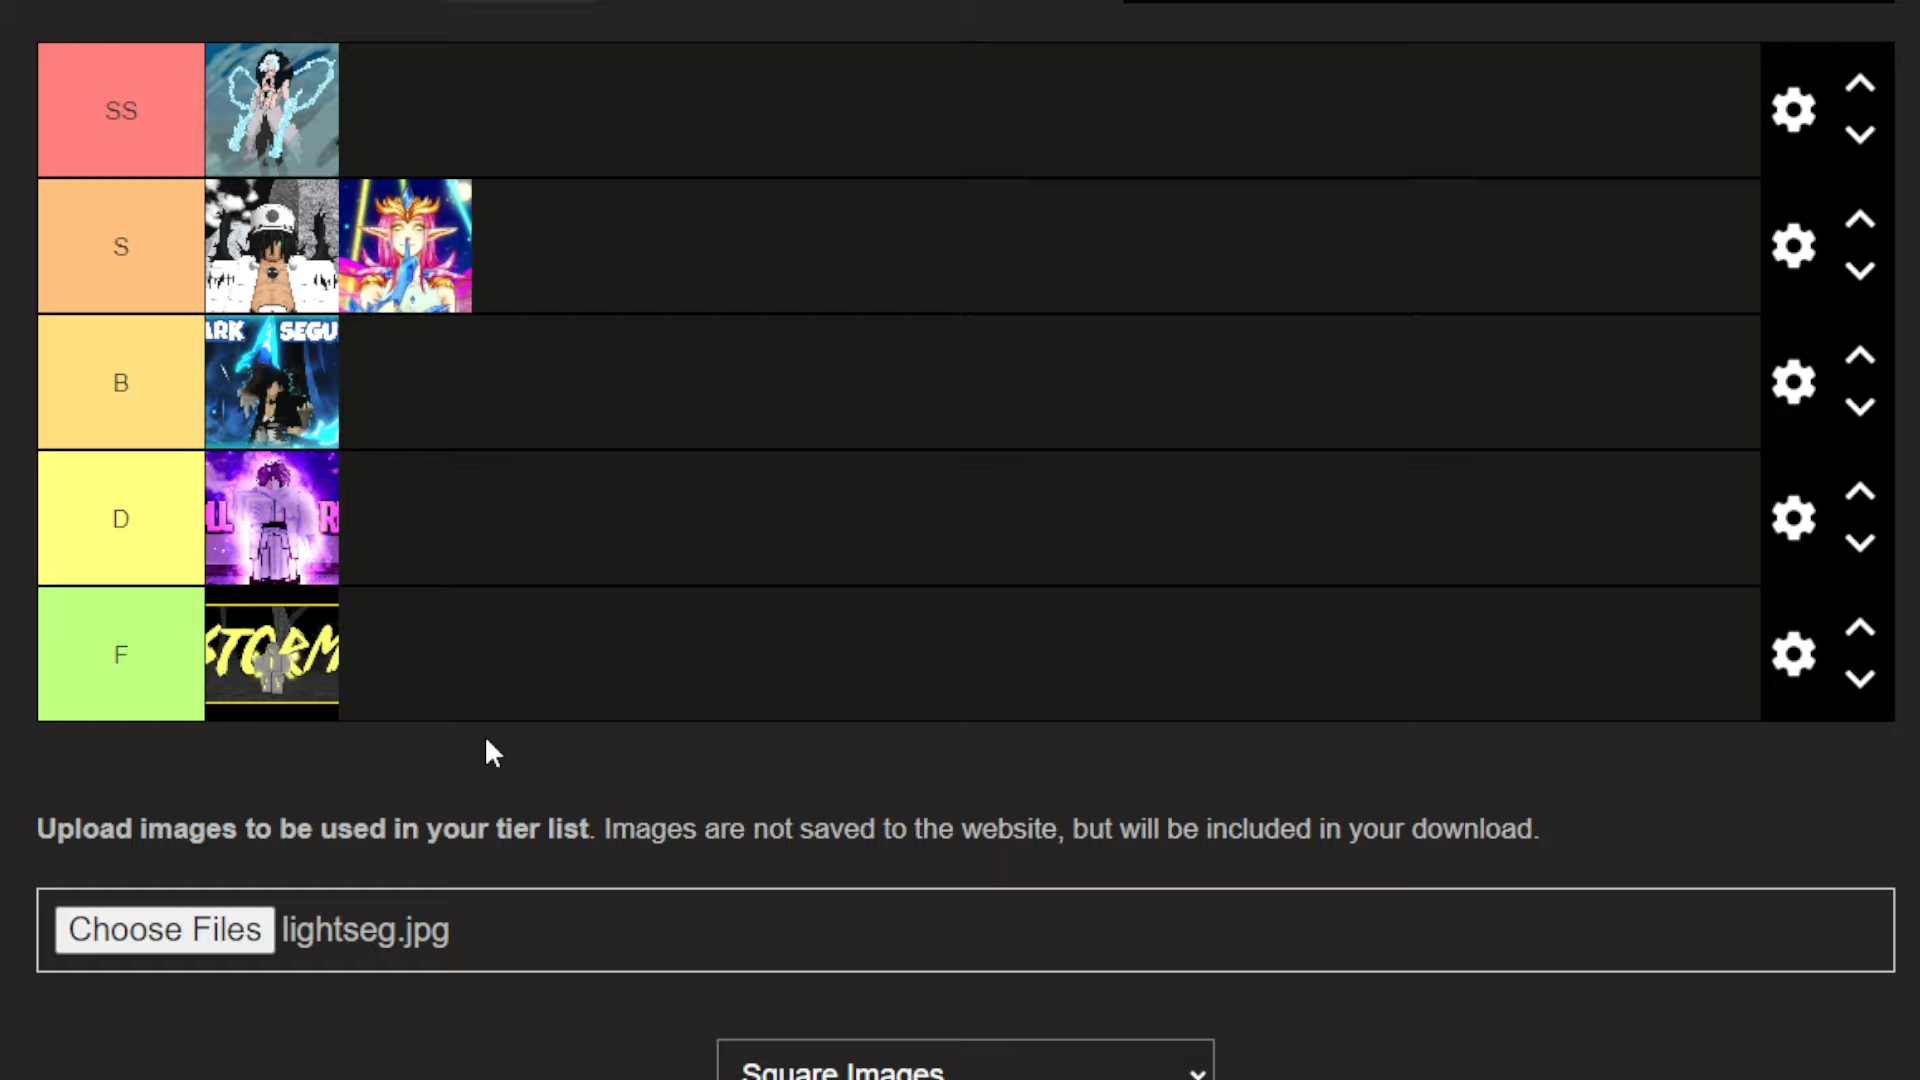 SS
S
ARK SEGU
B
D
LL R
STORM
F
Upload images to be used in your tier list. Images are not saved to the website, but will be included in your download.
Choose Files lightseg.jpg
Square Images